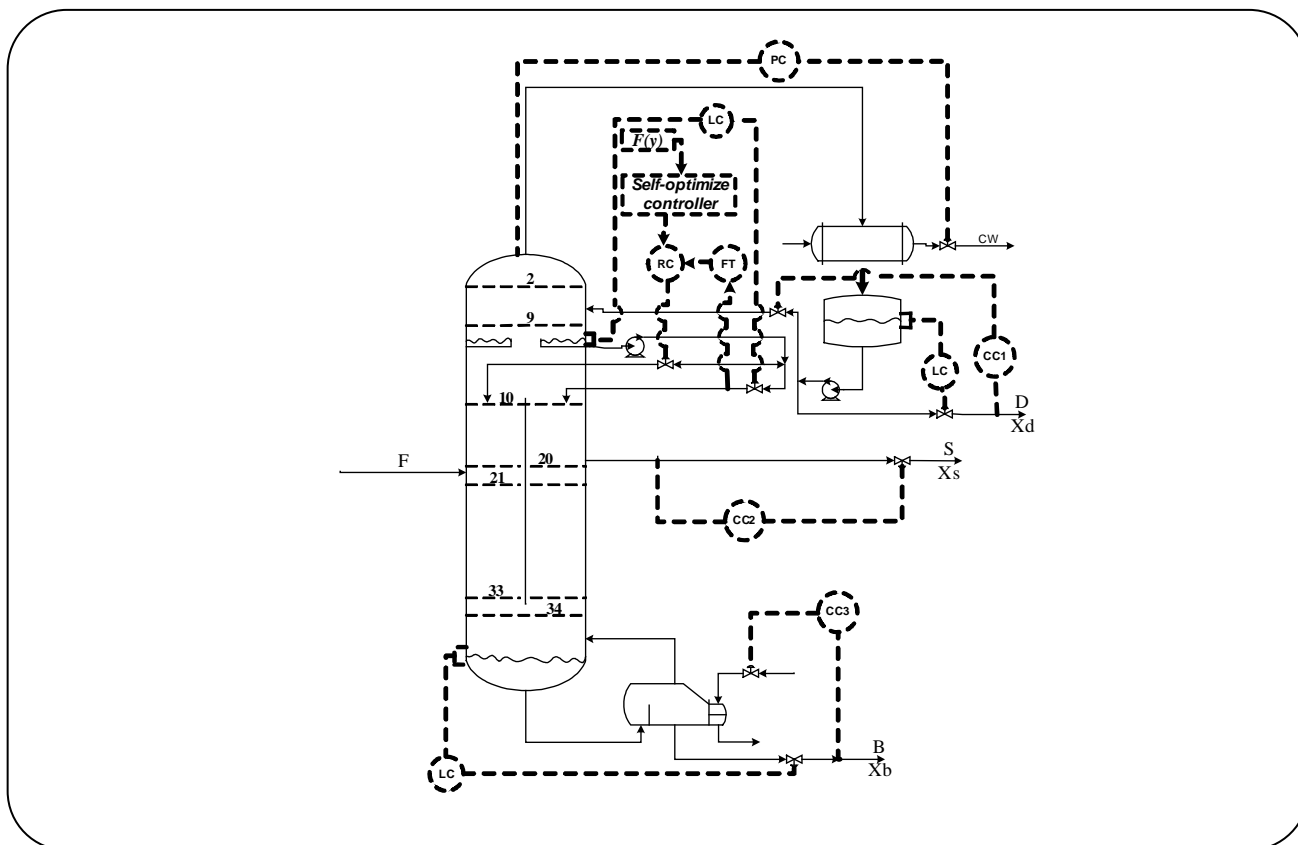 PC
LC
F(y)
Self-optimize
controller
RC
FT
CW
2
9
LC
CC1
10
D
Xd
F
20
S
Xs
21
CC2
33
34
CC3
B
Xb
LC